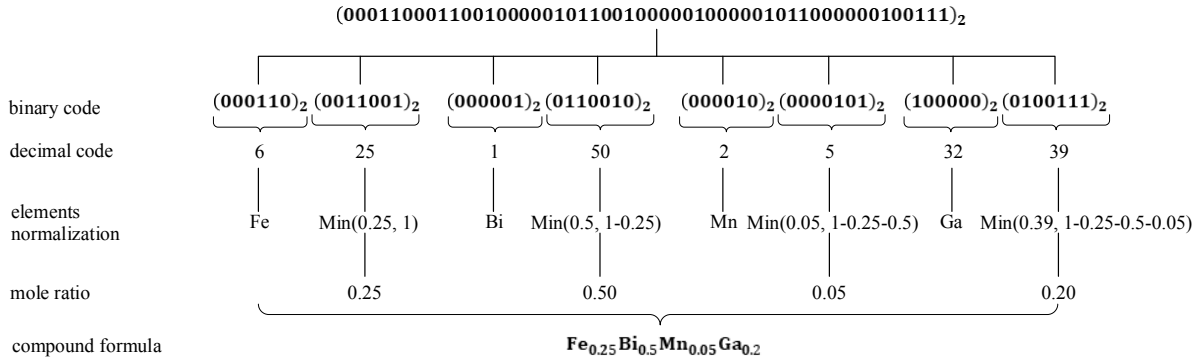 (0001100011001000001011001000001000001011000000100111)₂
binary code (000110)₂ (0011001)₂ (000001)₂ (0110010)₂ (000010)₂ (0000101)₂ (100000)₂ (0100111)₂
decimal code 6 25 1 50 2 5 32 39
elements
normalization Fe Min(0.25, 1) Bi Min(0.5, 1-0.25) Mn Min(0.05, 1-0.25-0.5) Ga Min(0.39, 1-0.25-0.5-0.05)
mole ratio 0.25 0.50 0.05 0.20
compound formula Fe₀.₂₅Bi₀.₅Mn₀.₀₅Ga₀.₂